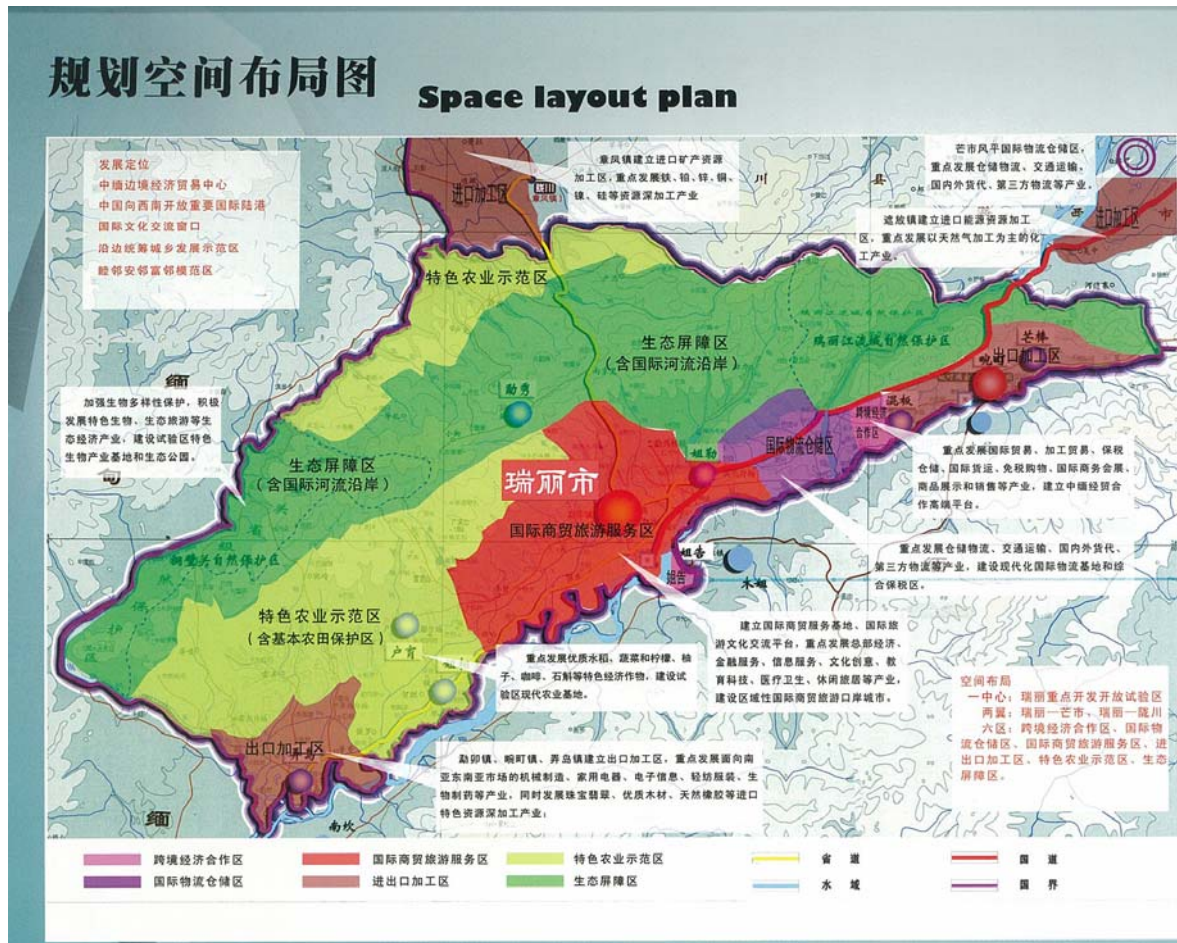 规划空间布局图
Space layout plan
发展定位
中缅边境经济贸易中心
中国向西南开放重要国际陆港
国际文化交流窗口
沿边统筹城乡发展示范区
睦邻安邻富邻模范区
章凤镇建立进口矿产资源
加工区，重点发展铁、铅、锌、铜、
镍、硅等资源深加工产业
芒市风平国际物流仓储区，
重点发展仓储物流、交通运输、
国内外货代、第三方物流等产业。
遮放镇建立进口能源资源加工
区，重点发展以天然气加工为主的化
工产业。
川
县
市
进口加工区
进口加工区
特色农业示范区
生态屏障区
（含国际河流沿岸）
瑞丽江流域自然保护区
芒棒
出口加工区
畹町
缅
甸
加强生物多样性保护，积极
发展特色生物、生态旅游等生
态经济产业，建设试验区特色
生物产业基地和生态公园。
勐秀
混板
跨境经济
合作区
国际物流仓储区
姐勒
生态屏障区
（含国际河流沿岸）
瑞丽市
国际商贸旅游服务区
重点发展国际贸易、加工贸易、保税
仓储、国际货运、免税购物、国际商务会展、
商品展示和销售等产业，建立中缅经贸合
作高端平台。
重点发展仓储物流、交通运输、国内外货代、
第三方物流等产业，建设现代化国际物流基地和综
合保税区。
铜壁关自然保护区
姐告
姐告
木姐
特色农业示范区
（含基本农田保护区）
户育
建立国际商贸服务基地、国际旅
游文化交流平台，重点发展总部经济、
金融服务、信息服务、文化创意、教
育科技、医疗卫生、休闲旅居等产业，
建设区域性国际商贸旅游口岸城市。
重点发展优质水稻、蔬菜和柠檬、柚
子、咖啡、石斛等特色经济作物，建设试
验区现代农业基地。
空间布局
一中心：瑞丽重点开发开放试验区
两翼：瑞丽—芒市、瑞丽—陇川
六区：跨境经济合作区、国际物
流仓储区、国际商贸旅游服务区、进
出口加工区、特色农业示范区、生态
屏障区。
出口加工区
弄岛
勐卯镇、畹町镇、弄岛镇建立出口加工区，重点发展面向南
亚东南亚市场的机械制造、家用电器、电子信息、轻纺服装、生
物制药等产业，同时发展珠宝翡翠、优质木材、天然橡胶等进口
特色资源深加工产业；
缅
南坎
跨境经济合作区
国际商贸旅游服务区
特色农业示范区
省道
国道
国际物流仓储区
进出口加工区
生态屏障区
水域
国界